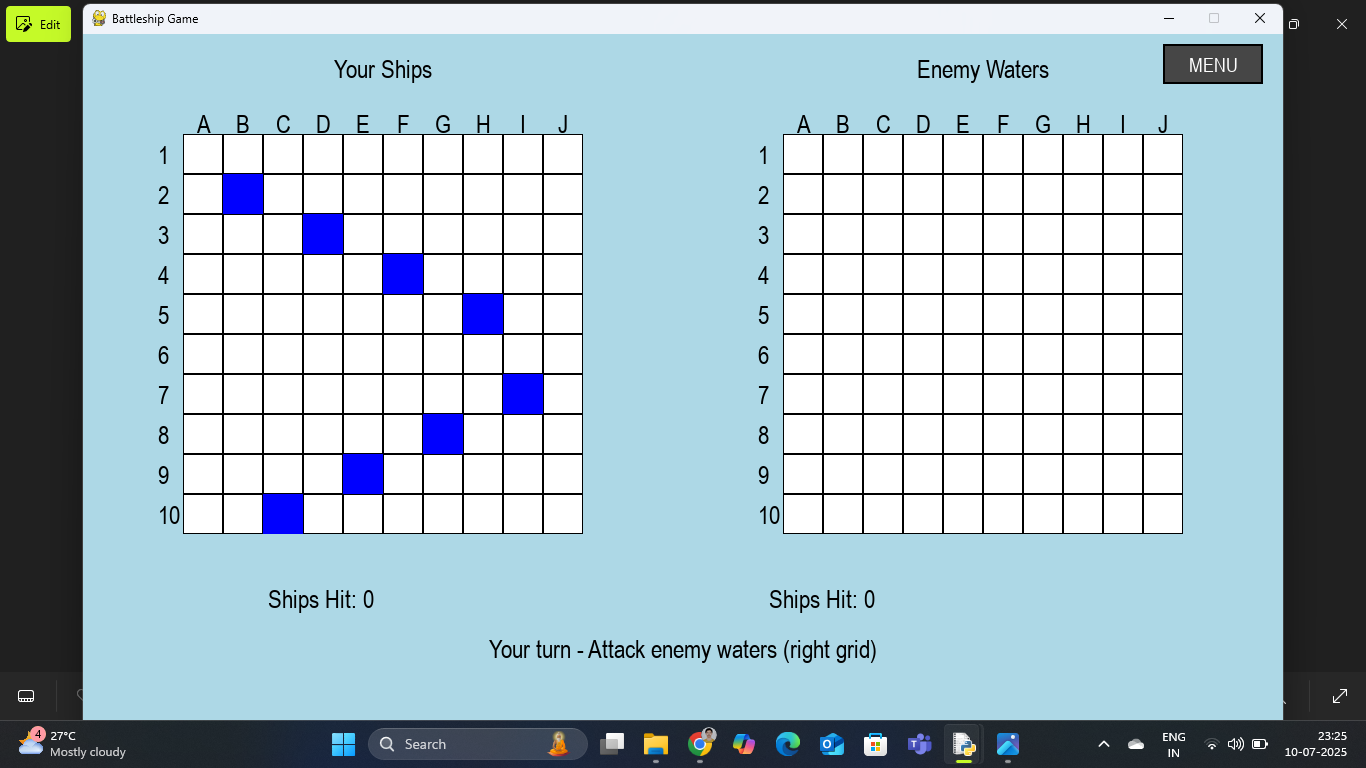 Edit
Battleship Game
Your Ships
Enemy Waters
MENU
A B C D E F G H I J
A B C D E F G H I J
1
2
3
4
5
6
7
8
9
10
1
2
3
4
5
6
7
8
9
10
Ships Hit: 0
Ships Hit: 0
Your turn - Attack enemy waters (right grid)
4
27°C
Mostly cloudy
Search
ENG
IN
23:25
10-07-2025